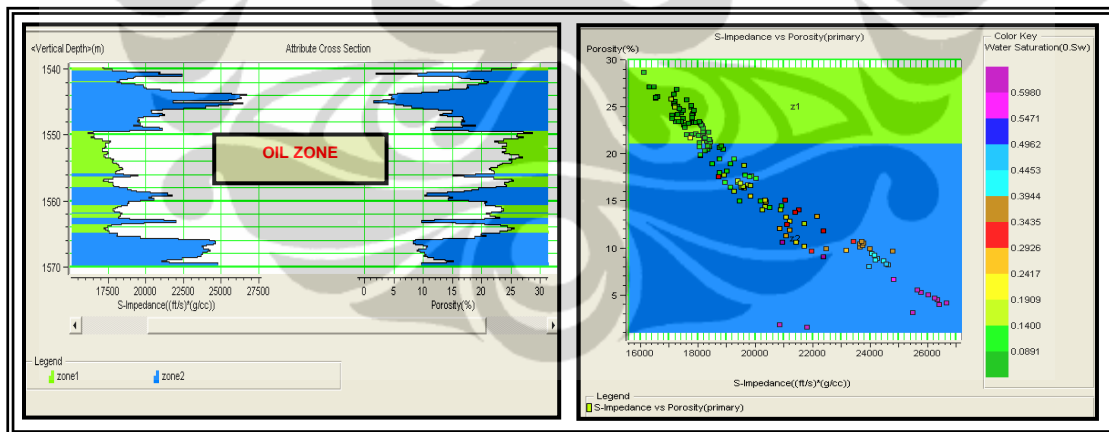 <Vertical Depth>(m)
Attribute Cross Section
1540
1550
OIL ZONE
1560
1570
17500 20000 22500 25000 27500
0 5 10 15 20 25 30
S-Impedance((ft/s)*(g/cc))
Porosity(%)
Legend
zone1
zone2
S-Impedance vs Porosity(primary)
Porosity(%)
30
25
20
15
10
5
z1
16000 18000 20000 22000 24000 26000
S-Impedance((ft/s)*(g/cc))
Legend
S-Impedance vs Porosity(primary)
Color Key
Water Saturation(0.Sw)
0.5980
0.5471
0.4962
0.4453
0.3944
0.3435
0.2926
0.2417
0.1909
0.1400
0.0891